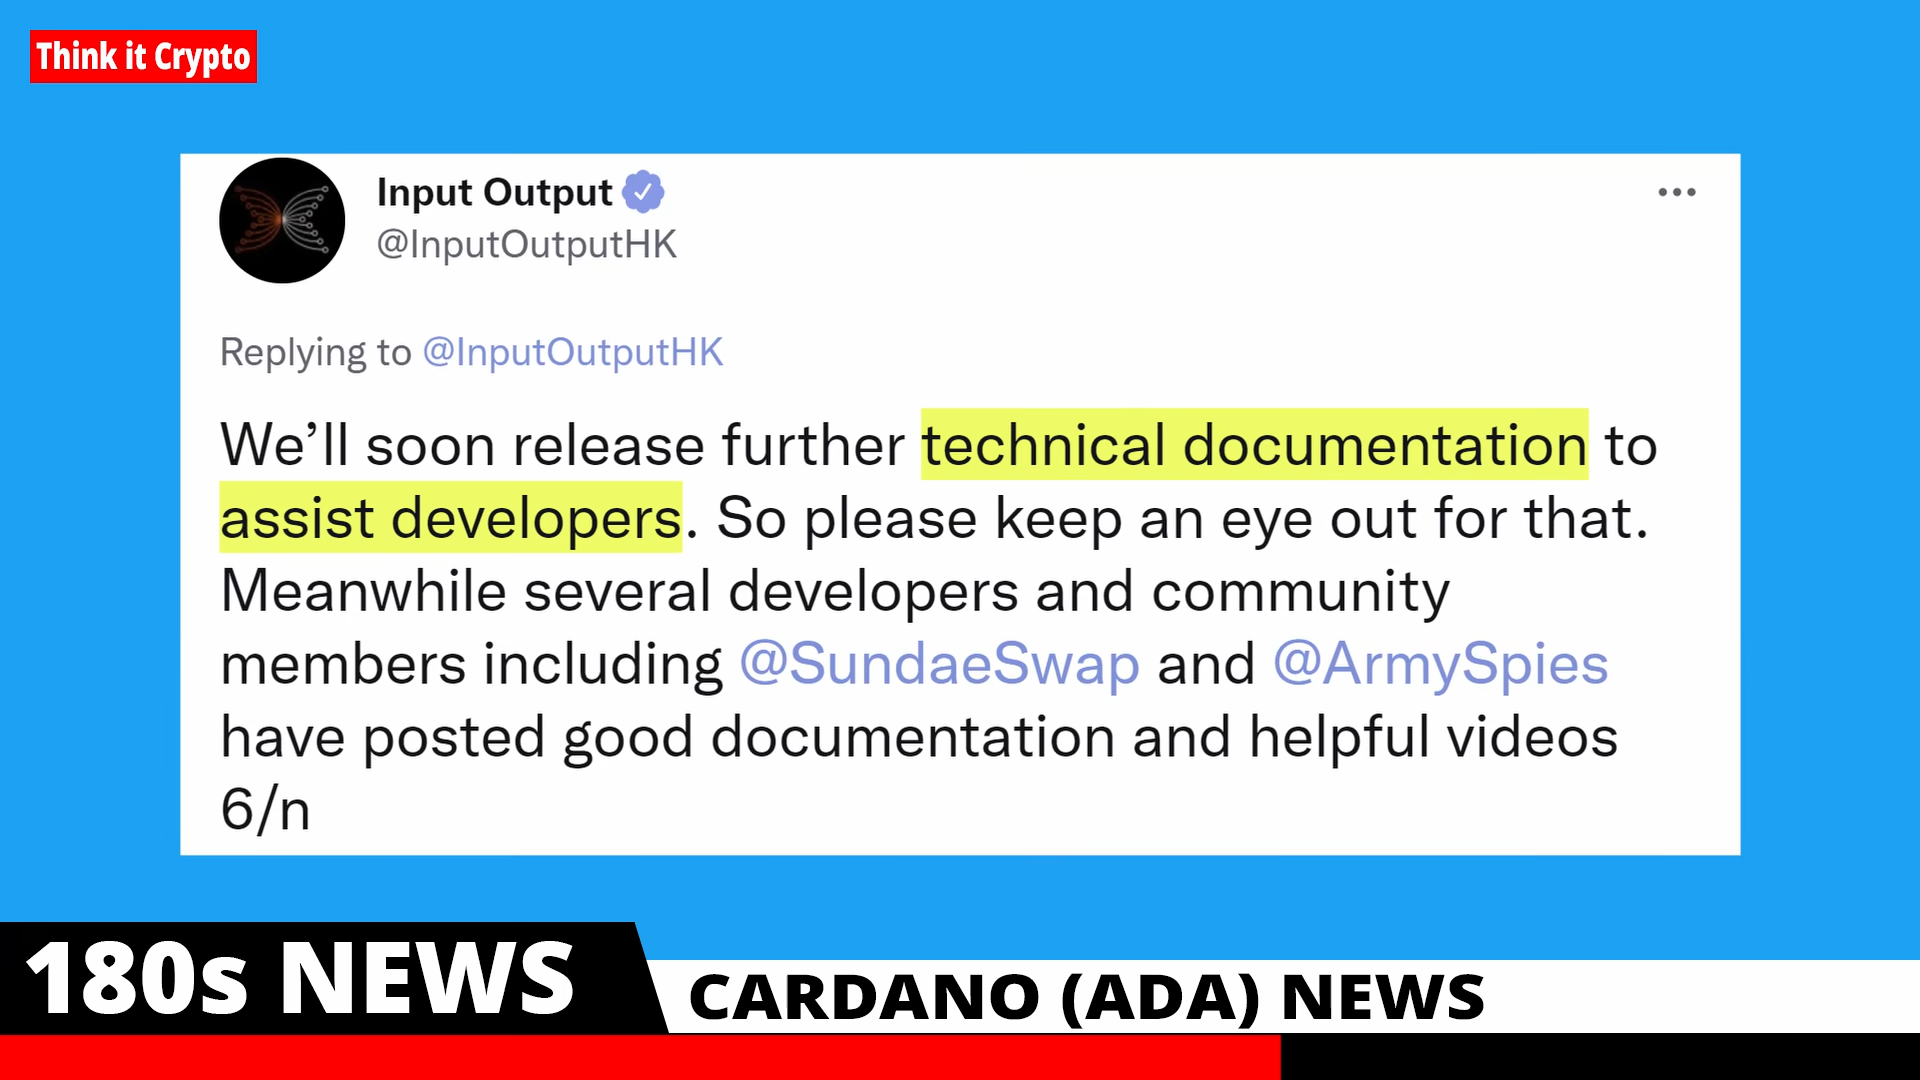 Think it Crypto
Input Output
@InputOutputHK
Replying to @InputOutputHK
We’ll soon release further technical documentation to
assist developers. So please keep an eye out for that.
Meanwhile several developers and community
members including @SundaeSwap and @ArmySpies
have posted good documentation and helpful videos
6/n
180s NEWS
CARDANO (ADA) NEWS